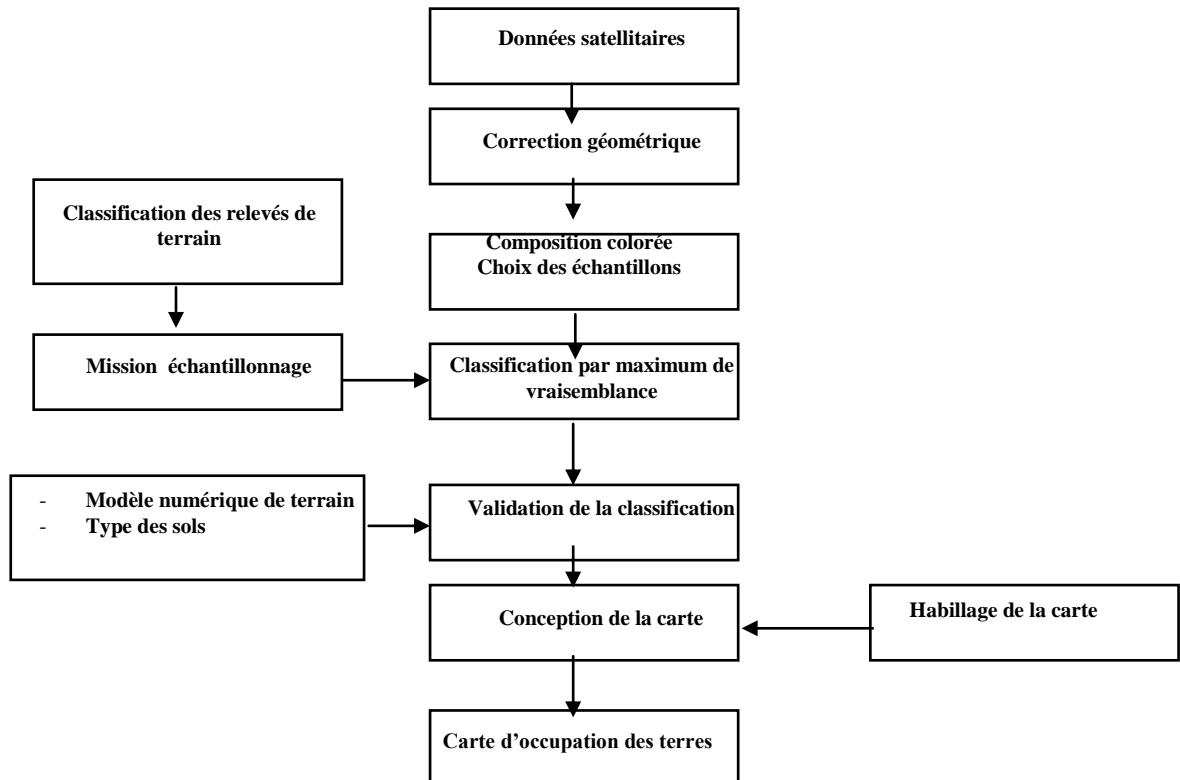 Données satellitaires
Correction géométrique
Classification des relevés de
terrain
Composition colorée
Choix des échantillons
Mission échantillonnage
Classification par maximum de
vraisemblance
- Modèle numérique de terrain
- Type des sols
Validation de la classification
Conception de la carte
Habillage de la carte
Carte d’occupation des terres